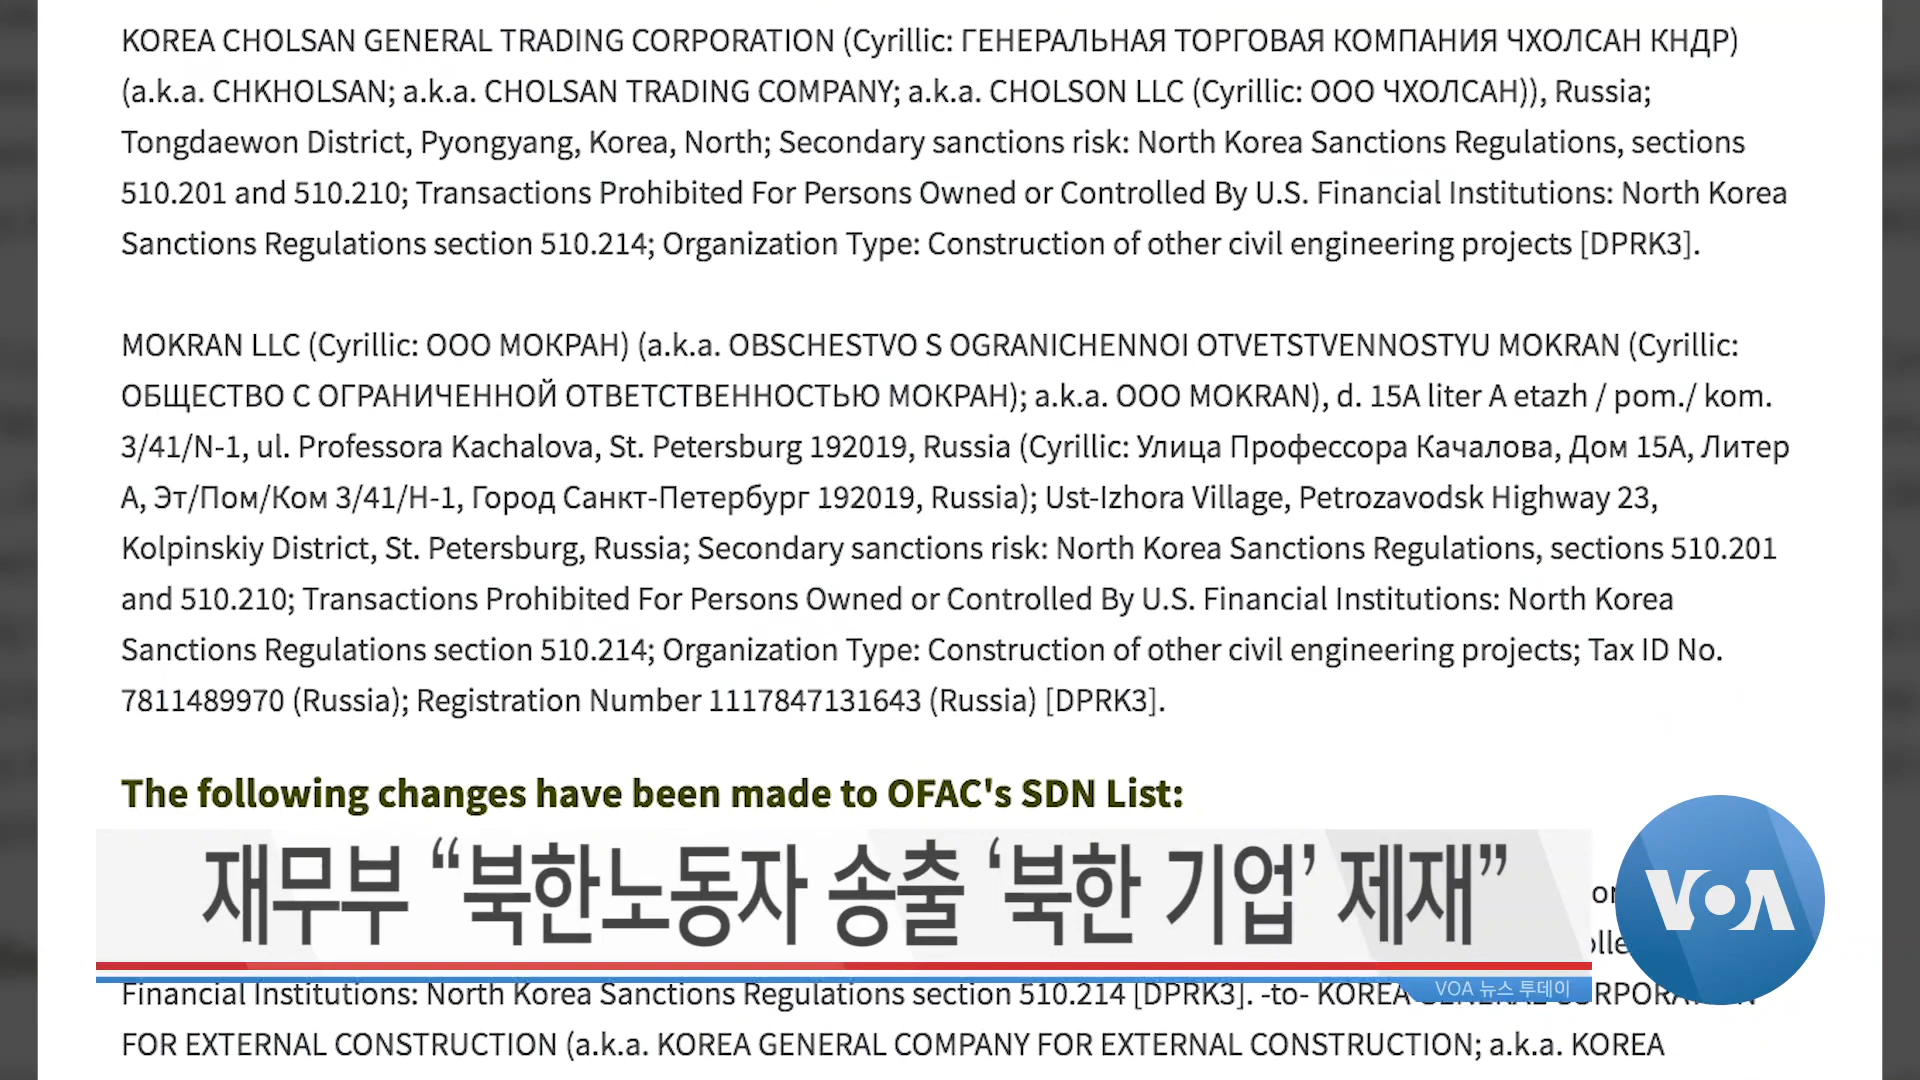 KOREA CHOLSAN GENERAL TRADING CORPORATION (Cyrillic: ГЕНЕРАЛЬНАЯ ТОРГОВАЯ КОМПАНИЯ ЧХОЛСАН КНДР)
(a.k.a. CHKHOLSAN; a.k.a. CHOLSAN TRADING COMPANY; a.k.a. CHOLSON LLC (Cyrillic: ООО ЧХОЛСАН)), Russia;
Tongdaewon District, Pyongyang, Korea, North; Secondary sanctions risk: North Korea Sanctions Regulations, sections
510.201 and 510.210; Transactions Prohibited For Persons Owned or Controlled By U.S. Financial Institutions: North Korea
Sanctions Regulations section 510.214; Organization Type: Construction of other civil engineering projects [DPRK3].
MOKRAN LLC (Cyrillic: ООО МОКРАН) (a.k.a. OBSCHESTVO S OGRANICHENNOI OTVETSTVENNOSTYU MOKRAN (Cyrillic:
ОБЩЕСТВО С ОГРАНИЧЕННОЙ ОТВЕТСТВЕННОСТЬЮ МОКРАН); a.k.a. OOO MOKRAN), d. 15A liter A etazh / pom./ kom.
3/41/N-1, ul. Professora Kachalova, St. Petersburg 192019, Russia (Cyrillic: Улица Профессора Качалова, Дом 15А, Литер
А, Эт/Пом/Ком 3/41/Н-1, Город Санкт-Петербург 192019, Russia); Ust-Izhora Village, Petrozavodsk Highway 23,
Kolpinskiy District, St. Petersburg, Russia; Secondary sanctions risk: North Korea Sanctions Regulations, sections 510.201
and 510.210; Transactions Prohibited For Persons Owned or Controlled By U.S. Financial Institutions: North Korea
Sanctions Regulations section 510.214; Organization Type: Construction of other civil engineering projects; Tax ID No.
7811489970 (Russia); Registration Number 1117847131643 (Russia) [DPRK3].
The following changes have been made to OFAC's SDN List:
재무부 “북한노동자 송출 ‘북한 기업’ 제재”
VOA
VOA 뉴스 투데이
Financial Institutions: North Korea Sanctions Regulations section 510.214 [DPRK3]. -to- KOREA GENERAL CORPORATION
FOR EXTERNAL CONSTRUCTION (a.k.a. KOREA GENERAL COMPANY FOR EXTERNAL CONSTRUCTION; a.k.a. KOREA